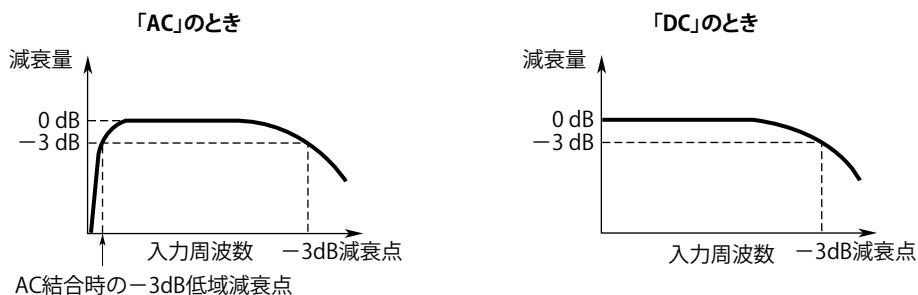 「AC」のとき
減衰量
0 dB
－3 dB
入力周波数
－3dB減衰点
AC結合時の－3dB低域減衰点
「DC」のとき
減衰量
0 dB
－3 dB
入力周波数
－3dB減衰点